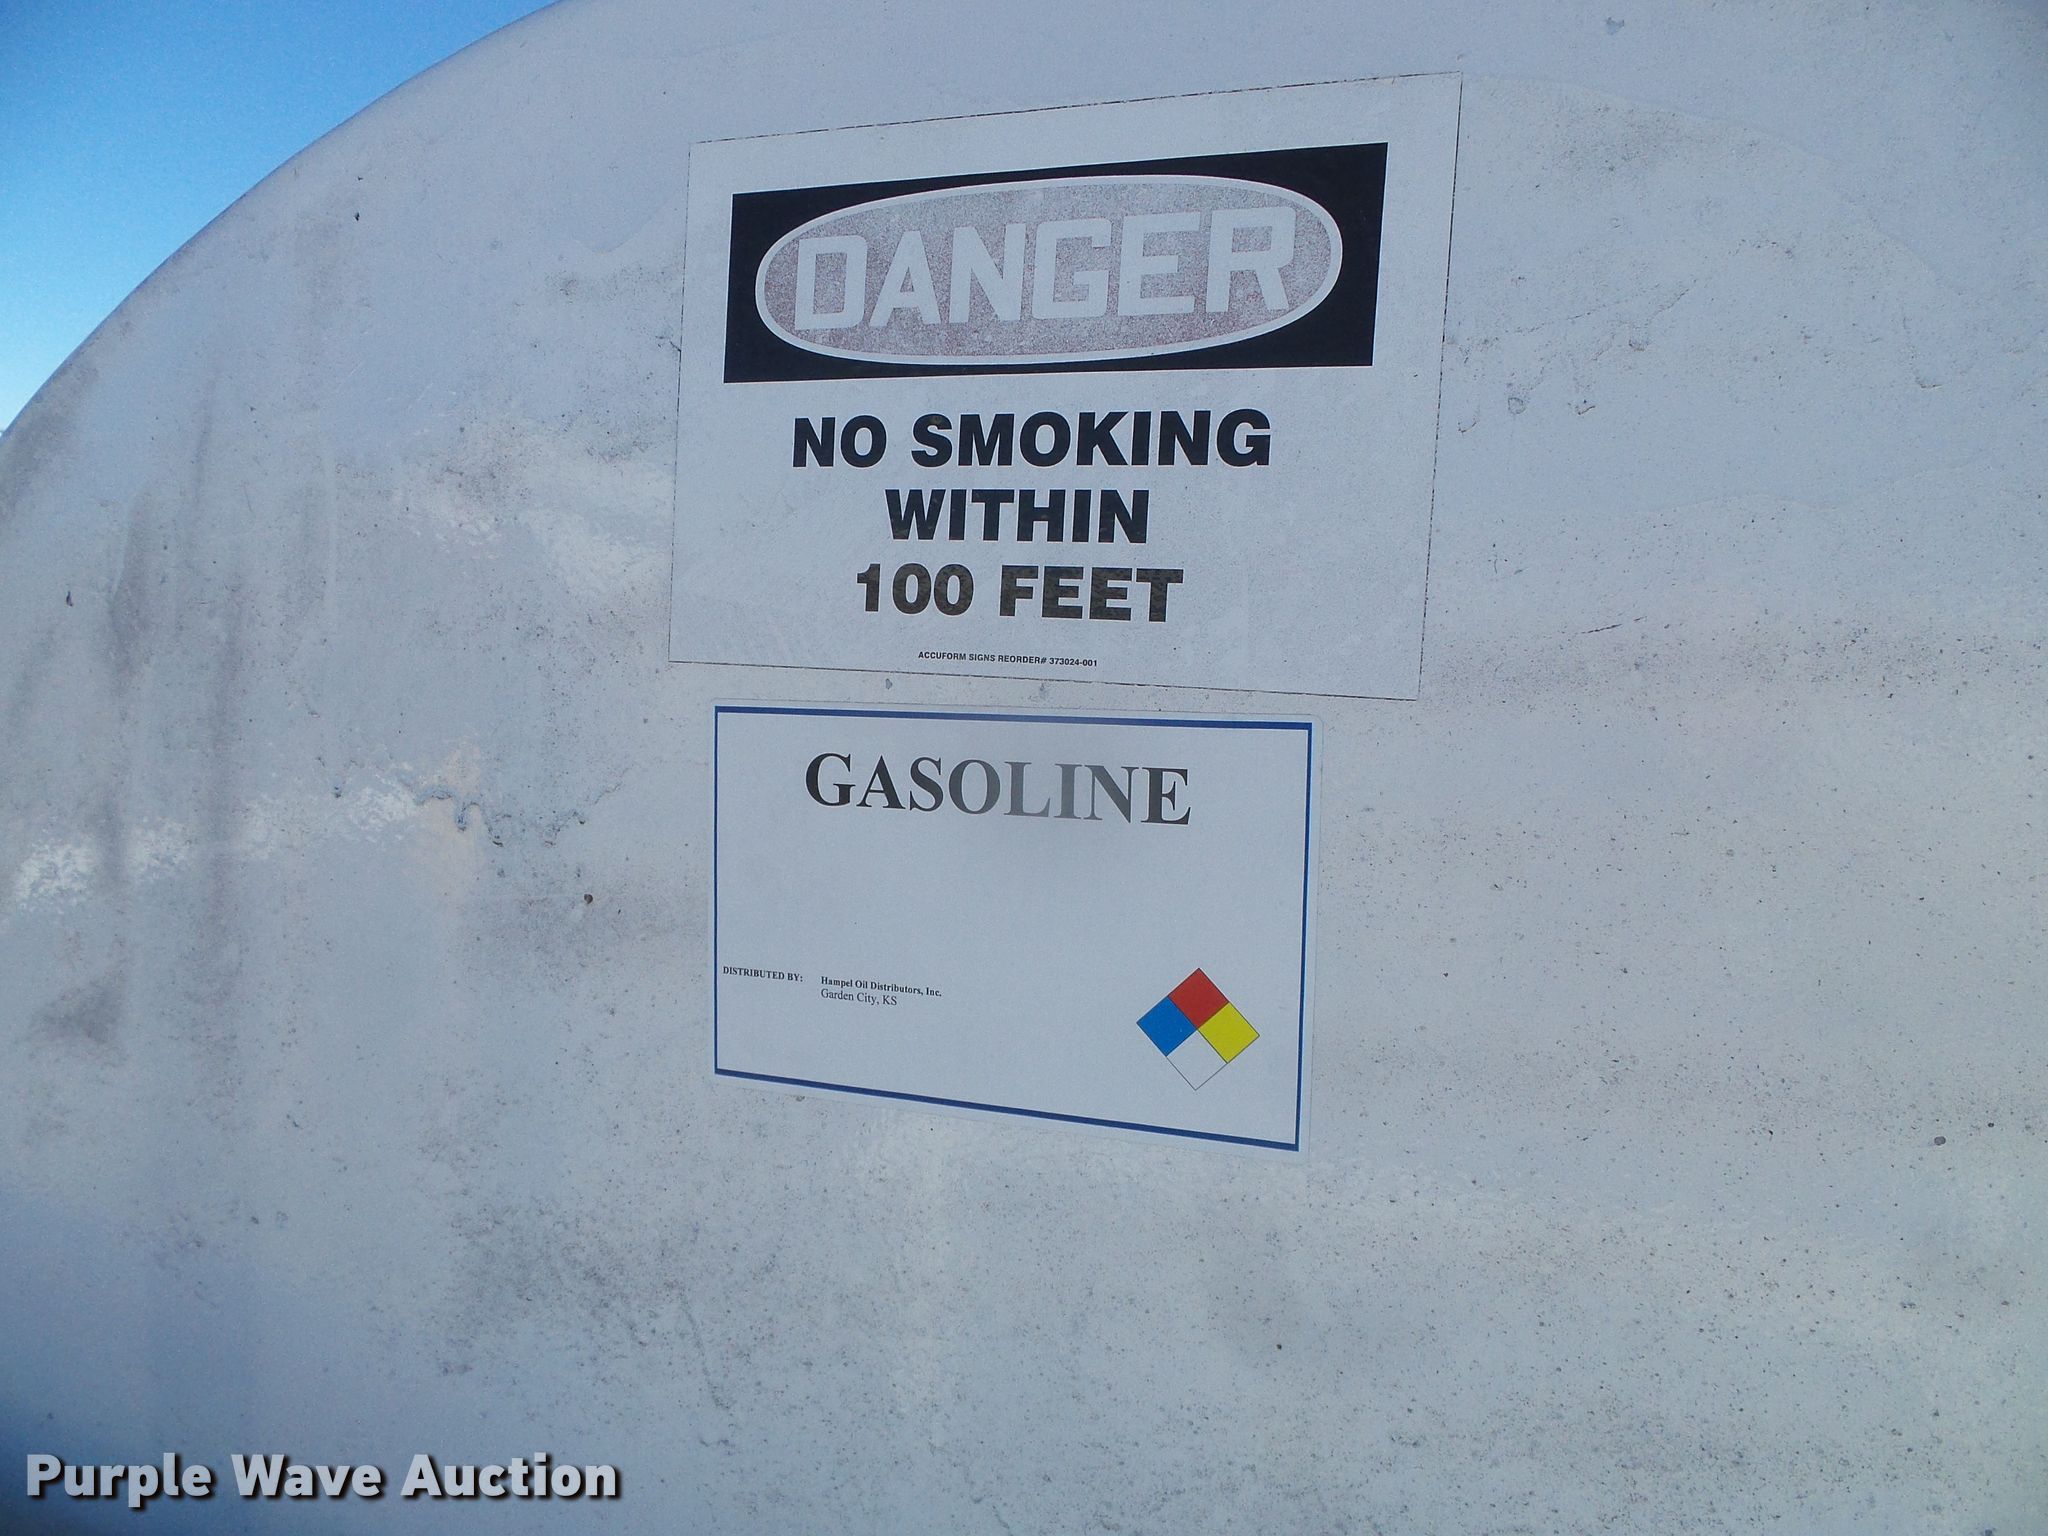 DANGER
NO SMOKING
WITHIN
100 FEET
ACCUFORM SIGNS REORDER# 373024-001
GASOLINE
DISTRIBUTED BY: Hampel Oil Distributors, Inc.
Garden City, KS
Purple Wave Auction